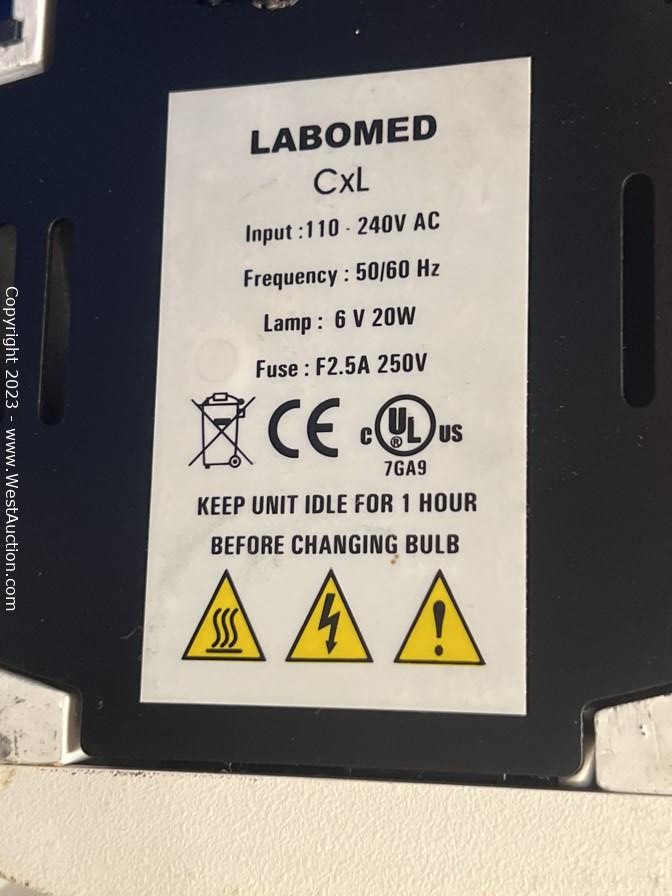 LABOMED
CxL
Input :110 - 240V AC
Frequency : 50/60 Hz
Lamp : 6 V 20W
Fuse : F2.5A 250V
CE
c UL ® US
7GA9
KEEP UNIT IDLE FOR 1 HOUR
BEFORE CHANGING BULB
Copyright 2023 - www.WestAuction.com